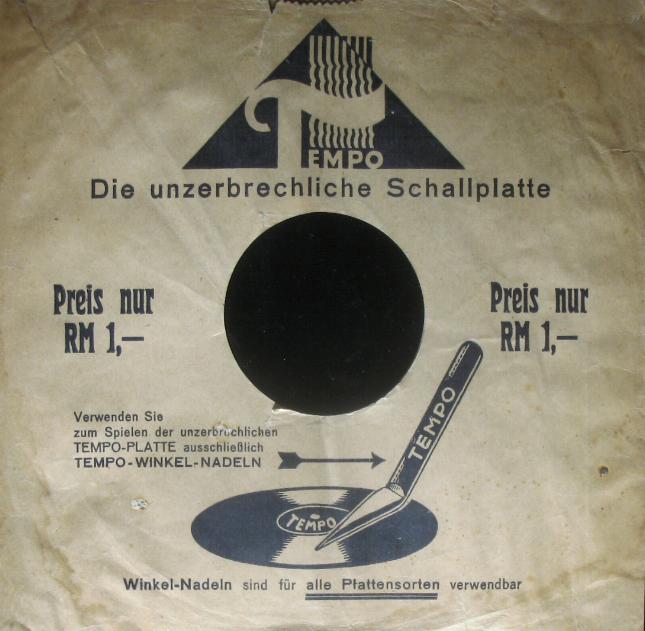 TEMPO
Die unzerbrechliche Schallplatte
Preis nur
RM 1,—
Preis nur
RM 1,—
Verwenden Sie
zum Spielen der unzerbrechlichen
TEMPO-PLATTE ausschließlich
TEMPO-WINKEL-NADELN
TEMPO
TEMPO
Winkel-Nadeln sind für alle Plattensorten verwendbar